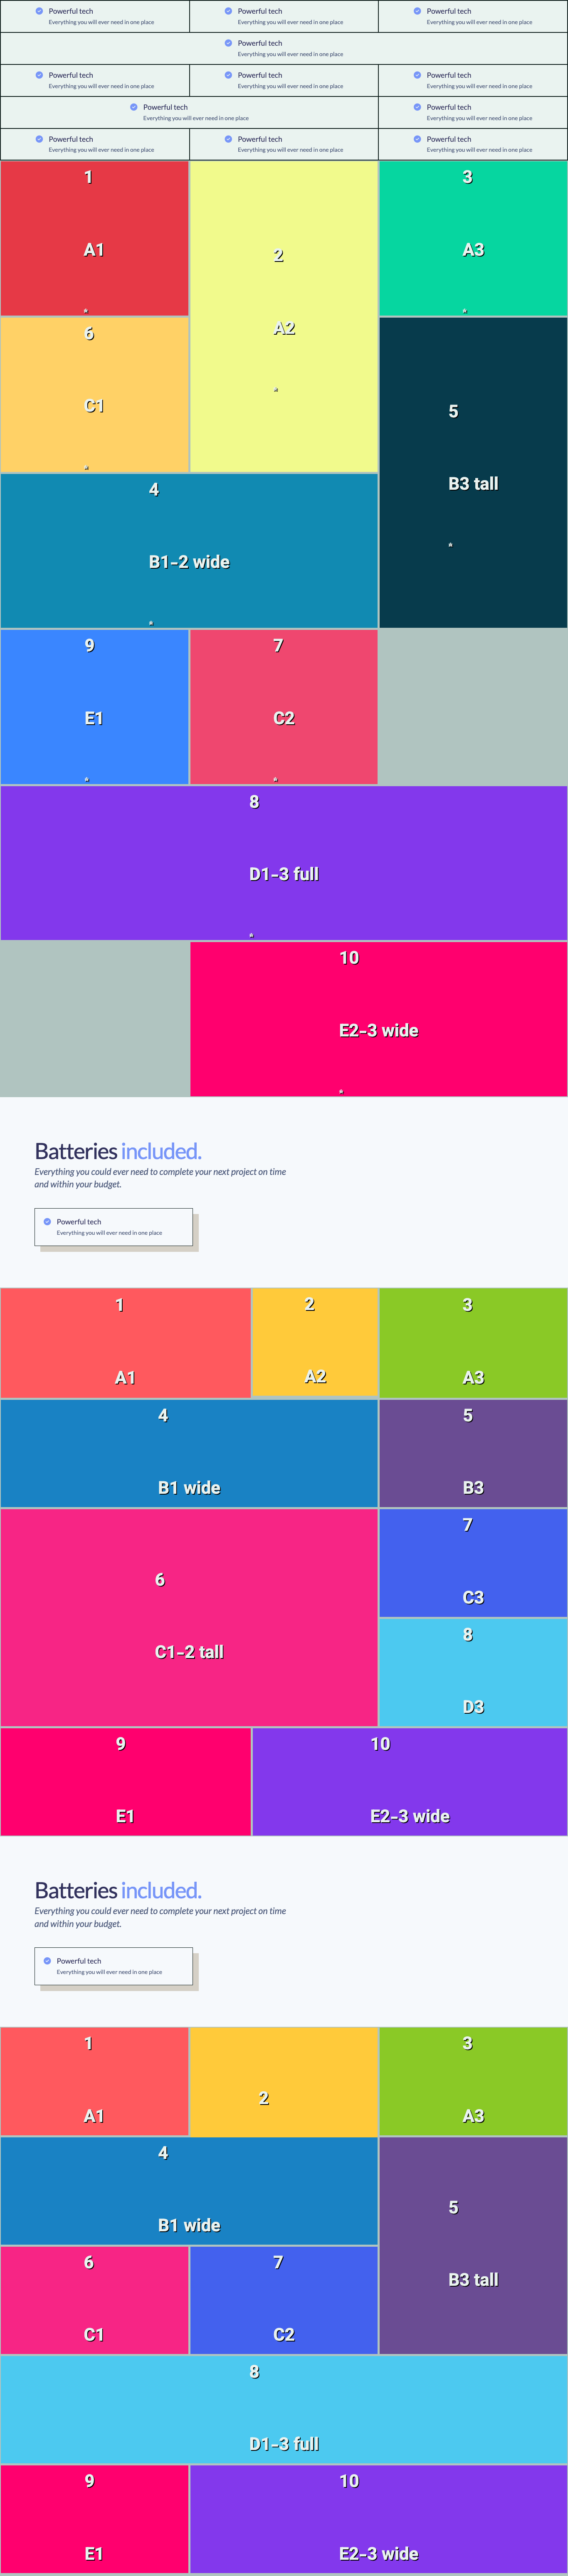 Powerful tech
Everything you will ever need in one place
Powerful tech
Everything you will ever need in one place
Powerful tech
Everything you will ever need in one place
Powerful tech
Everything you will ever need in one place
Powerful tech
Everything you will ever need in one place
Powerful tech
Everything you will ever need in one place
Powerful tech
Everything you will ever need in one place
Powerful tech
Everything you will ever need in one place
Powerful tech
Everything you will ever need in one place
Powerful tech
Everything you will ever need in one place
Powerful tech
Everything you will ever need in one place
Powerful tech
Everything you will ever need in one place
1
A1
*
2
A2
*
3
A3
*
6
C1
*
5
B3 tall
*
4
B1-2 wide
*
9
E1
*
7
C2
*
8
D1-3 full
*
10
E2-3 wide
*
Batteries included.
Everything you could ever need to complete your next project on time
and within your budget.
Powerful tech
Everything you will ever need in one place
1
A1
2
A2
3
A3
4
B1 wide
5
B3
6
C1-2 tall
7
C3
8
D3
9
E1
10
E2-3 wide
Batteries included.
Everything you could ever need to complete your next project on time
and within your budget.
Powerful tech
Everything you will ever need in one place
1
A1
2
3
A3
4
B1 wide
5
B3 tall
6
C1
7
C2
8
D1-3 full
9
E1
10
E2-3 wide